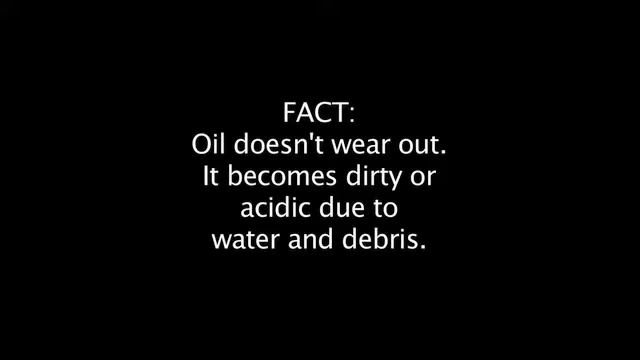 FACT:
Oil doesn't wear out.
It becomes dirty or
acidic due to
water and debris.